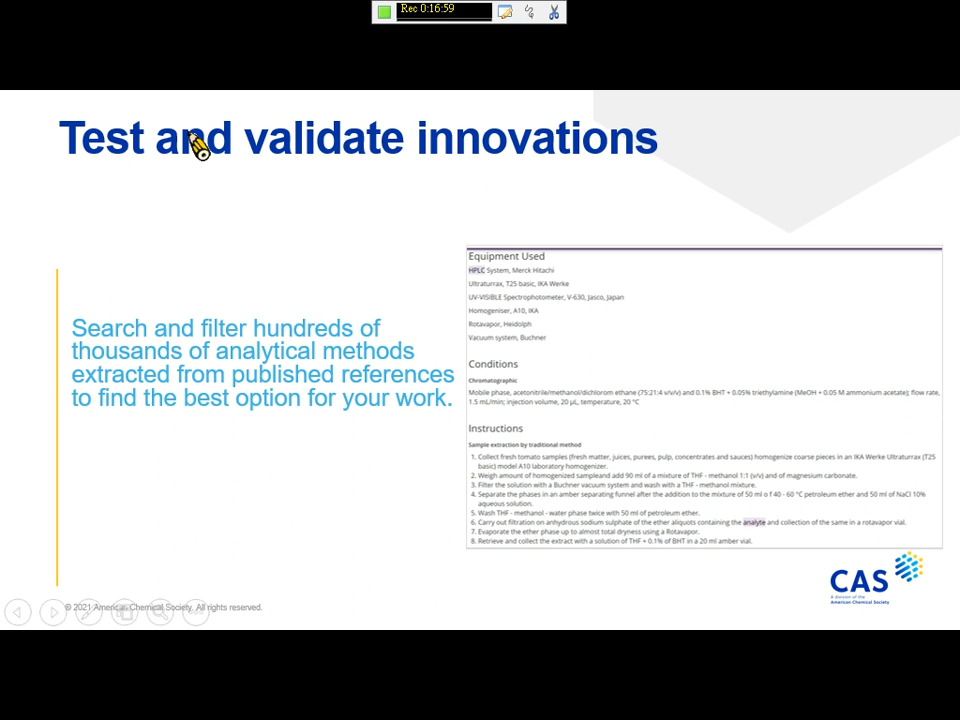 Rec 0:16:59
Test and validate innovations
Search and filter hundreds of
thousands of analytical methods
extracted from published references
to find the best option for your work.
Equipment Used
HPLC System, Merck Hitachi
Ultraturrax, T25 basic, IKA Werke
UV-VISIBLE Spectrophotometer, V-630, Jasco, Japan
Homogeniser, A10, IKA
Rotavapor, Heidolph
Vacuum system, Buchner
Conditions
Chromatographic
Mobile phase, acetonitrile/methanol/dichlorom ethane (75:21:4 v/v/v) and 0.1% BHT + 0.05% triethylamine (MeOH + 0.05 M ammonium acetate); flow rate,
1.5 mL/min; injection volume, 20 µL, temperature, 20 °C
Instructions
Sample extraction by traditional method
1. Collect fresh tomato samples (fresh matter, juices, purees, pulp, concentrates and sauces) homogenize coarse pieces in an IKA Werke Ultraturrax (T25
basic) model A10 laboratory homogenizer.
2. Weigh amount of homogenized sampleand add 90 ml of a mixture of THF - methanol 1:1 (v/v) and of magnesium carbonate.
3. Filter the solution with a Buchner vacuum system and wash with a THF - methanol mixture.
4. Separate the phases in an amber separating funnel after the addition to the mixture of 50 ml o f 40 - 60 °C petroleum ether and 50 ml of NaCl 10%
aqueous solution.
5. Wash THF - methanol - water phase twice with 50 ml of petroleum ether.
6. Carry out filtration on anhydrous sodium sulphate of the ether aliquots containing the analyte and collection of the same in a rotavapor vial.
7. Evaporate the ether phase up to almost total dryness using a Rotavapor.
8. Retrieve and collect the extract with a solution of THF + 0.1% of BHT in a 20 ml amber vial.
CAS
A division of the
American Chemical Society
© 2021 American Chemical Society. All rights reserved.